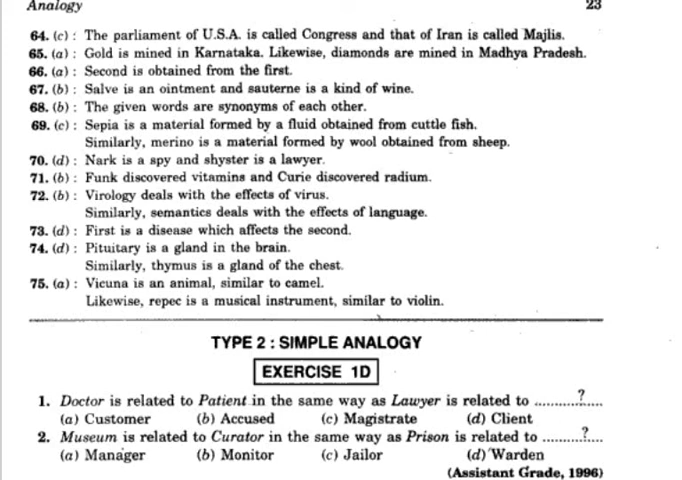 Analogy 23
64. (c) : The parliament of U.S.A. is called Congress and that of Iran is called Majlis.
65. (a) : Gold is mined in Karnataka. Likewise, diamonds are mined in Madhya Pradesh.
66. (a) : Second is obtained from the first.
67. (b) : Salve is an ointment and sauterne is a kind of wine.
68. (b) : The given words are synonyms of each other.
69. (c) : Sepia is a material formed by a fluid obtained from cuttle fish.
Similarly, merino is a material formed by wool obtained from sheep.
70. (d) : Nark is a spy and shyster is a lawyer.
71. (b) : Funk discovered vitamins and Curie discovered radium.
72. (b) : Virology deals with the effects of virus.
Similarly, semantics deals with the effects of language.
73. (d) : First is a disease which affects the second.
74. (d) : Pituitary is a gland in the brain.
Similarly, thymus is a gland of the chest.
75. (a) : Vicuna is an animal, similar to camel.
Likewise, repec is a musical instrument, similar to violin.
TYPE 2 : SIMPLE ANALOGY
EXERCISE 1D
1. Doctor is related to Patient in the same way as Lawyer is related to ..........?.....
(a) Customer (b) Accused (c) Magistrate (d) Client
2. Museum is related to Curator in the same way as Prison is related to ..........?....
(a) Manager (b) Monitor (c) Jailor (d) Warden
(Assistant Grade, 1996)